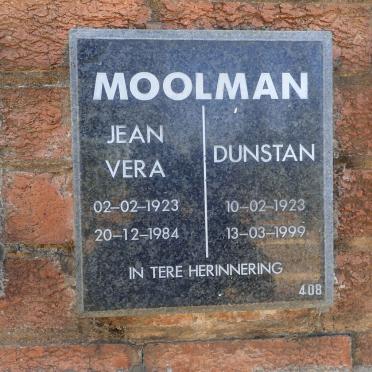 MOOLMAN
JEAN
VERA
02-02-1923
20-12-1984
DUNSTAN
10-02-1923
13-03-1999
IN TERE HERINNERING
408